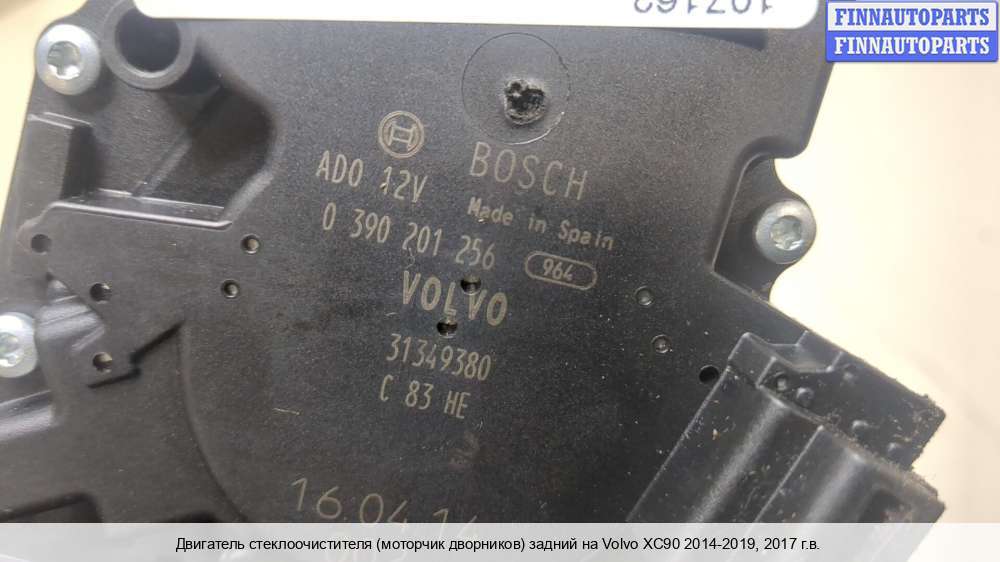 FINNAUTOPARTS
FINNAUTOPARTS
BOSCH
AD0 12V
Made in Spain
0 390 201 256
964
VOLVO
31349380
C 83 HE
Двигатель стеклоочистителя (моторчик дворников) задний на Volvo XC90 2014-2019, 2017 г.в.